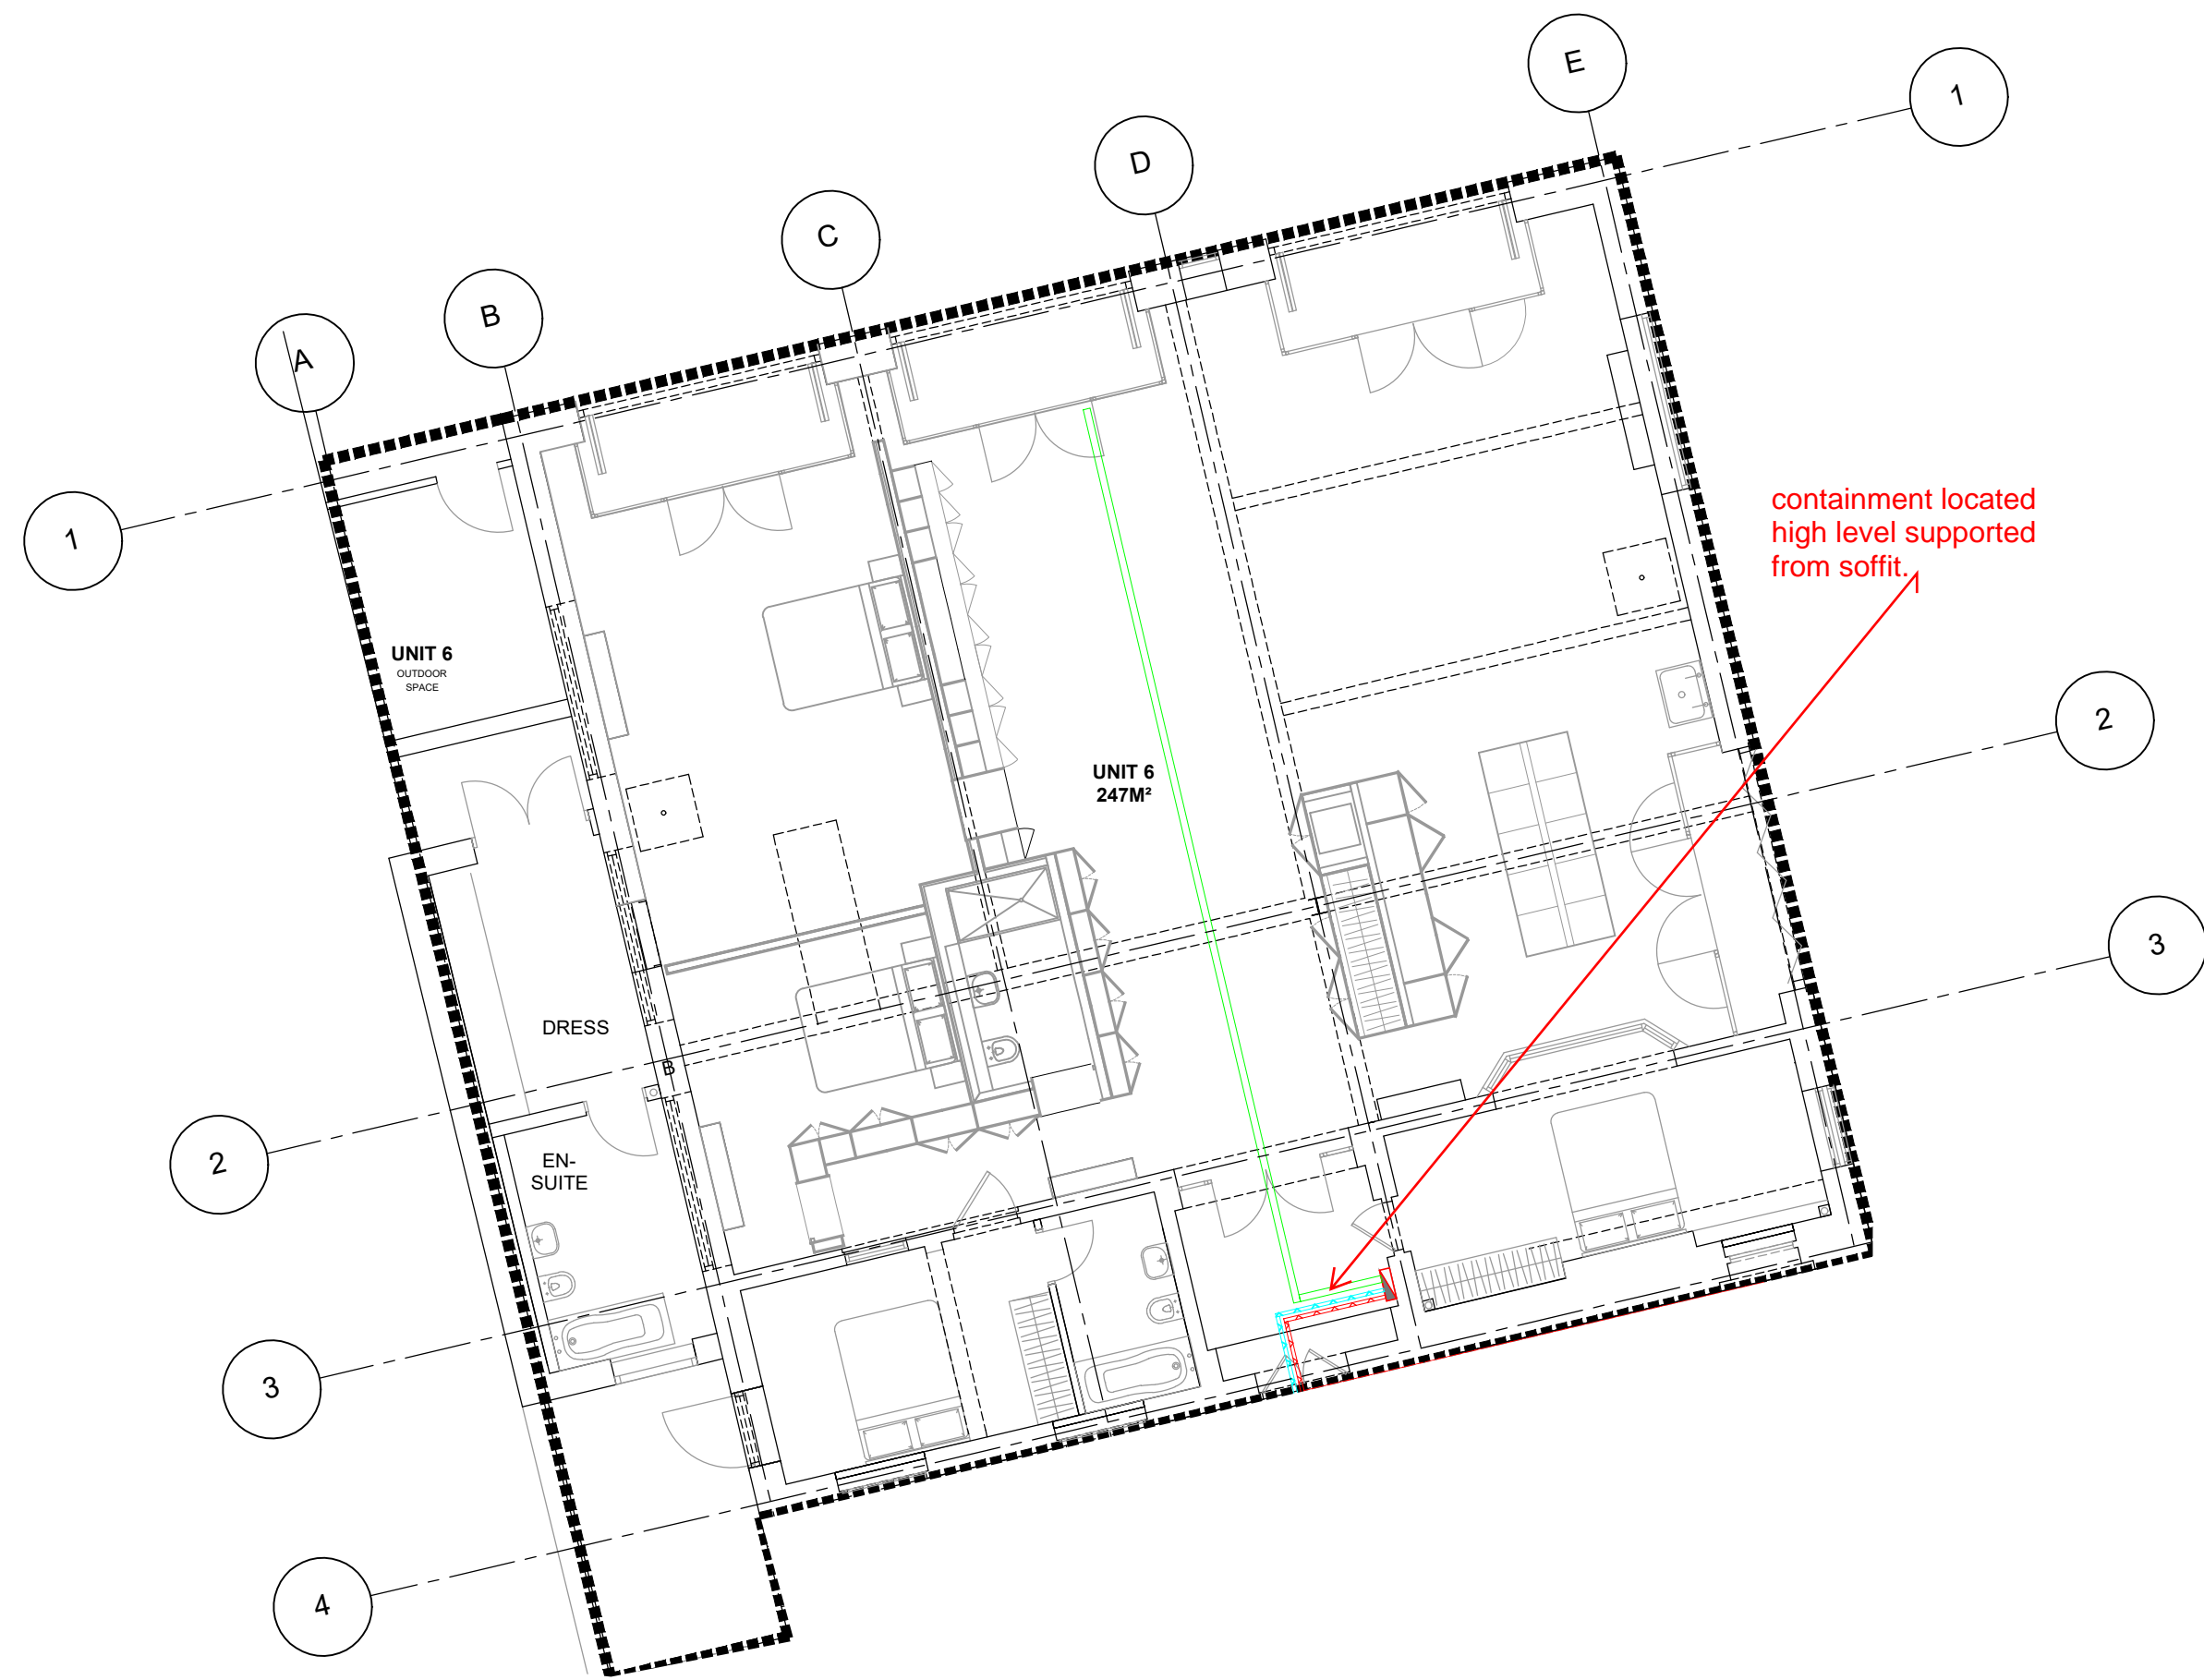 E
1
D
C
B
A
1
containment located
high level supported
from soffit.
UNIT 6
OUTDOOR
SPACE
2
UNIT 6
247M²
3
DRESS
B
2
EN-
SUITE
3
4